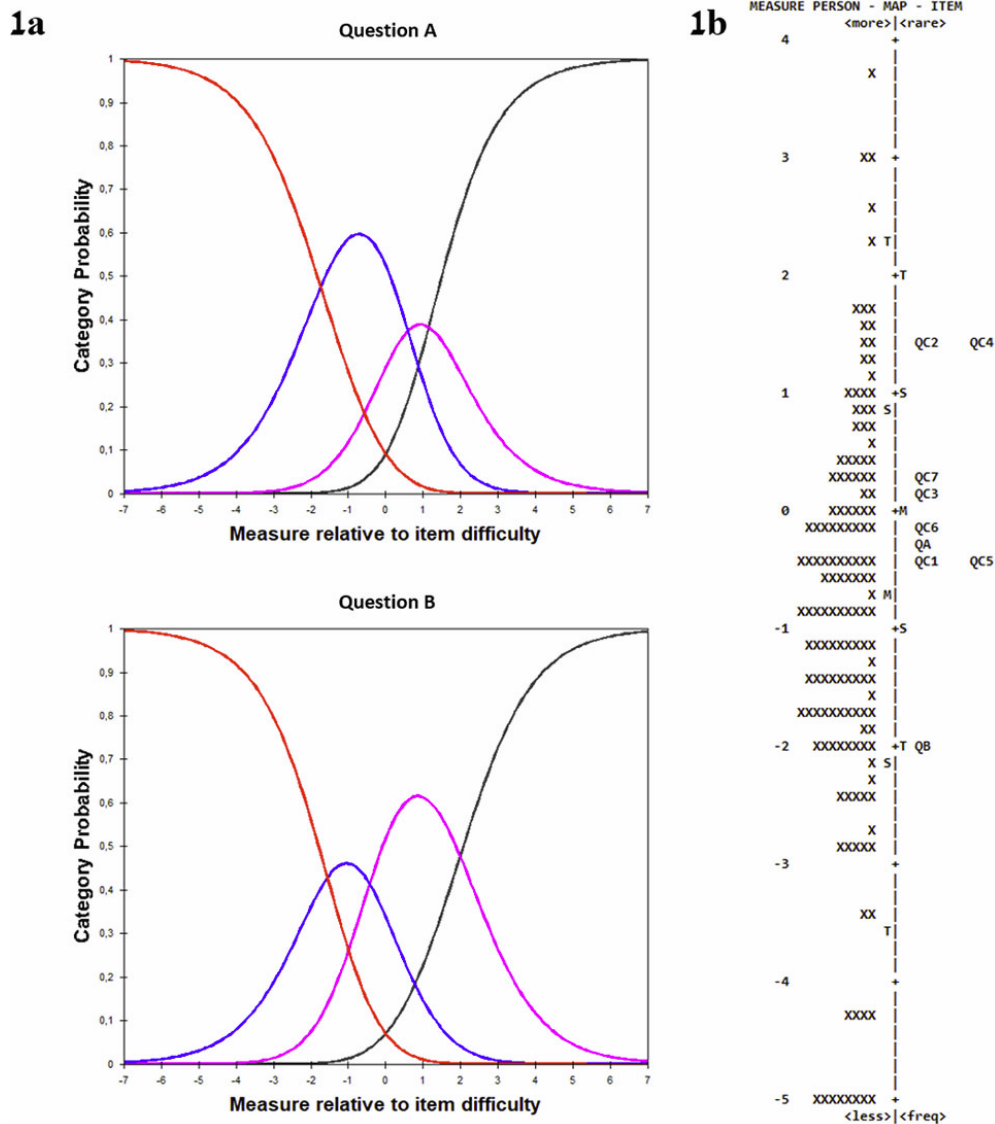 1a
Question A
1
0,9
0,8
0,7
0,6
0,5
0,4
0,3
0,2
0,1
0
-7 -6 -5 -4 -3 -2 -1 0 1 2 3 4 5 6 7
Category Probability
Measure relative to item difficulty
Question B
1
0,9
0,8
0,7
0,6
0,5
0,4
0,3
0,2
0,1
0
-7 -6 -5 -4 -3 -2 -1 0 1 2 3 4 5 6 7
Category Probability
Measure relative to item difficulty
1b
MEASURE PERSON - MAP - ITEM
<more>|<rare>
4 +
|
X |
|
|
|
|
3 XX +
|
|
X |
|
X T|
|
2 +T
|
XXX |
XX |
XX | QC2 QC4
XX |
X |
1 XXXX +S
XXX S|
XXX |
X |
XXXXX |
XXXXXX | QC7
XX | QC3
0 XXXXXX +M
XXXXXXXXX | QC6
| QA
XXXXXXXXXX | QC1 QC5
XXXXXXX |
X M|
XXXXXXXXXX |
-1 +S
XXXXXXXXX |
X |
XXXXXXXXX |
X |
XXXXXXXXXX |
XX |
-2 XXXXXXXX +T QB
X S|
X |
XXXXX |
|
X |
XXXXX |
-3 +
|
|
XX |
T|
|
|
-4 +
|
XXXX |
|
|
|
|
-5 XXXXXXXX +
<less>|<freq>